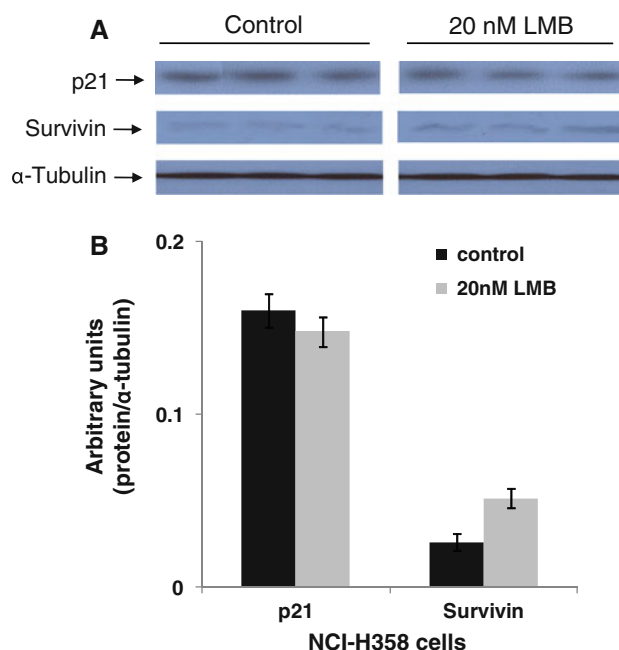 A
Control
20 nM LMB
p21
Survivin
α-Tubulin
B
control
20nM LMB
Arbitrary units
(protein/α-tubulin)
0.2
0.1
0
p21
Survivin
NCI-H358 cells